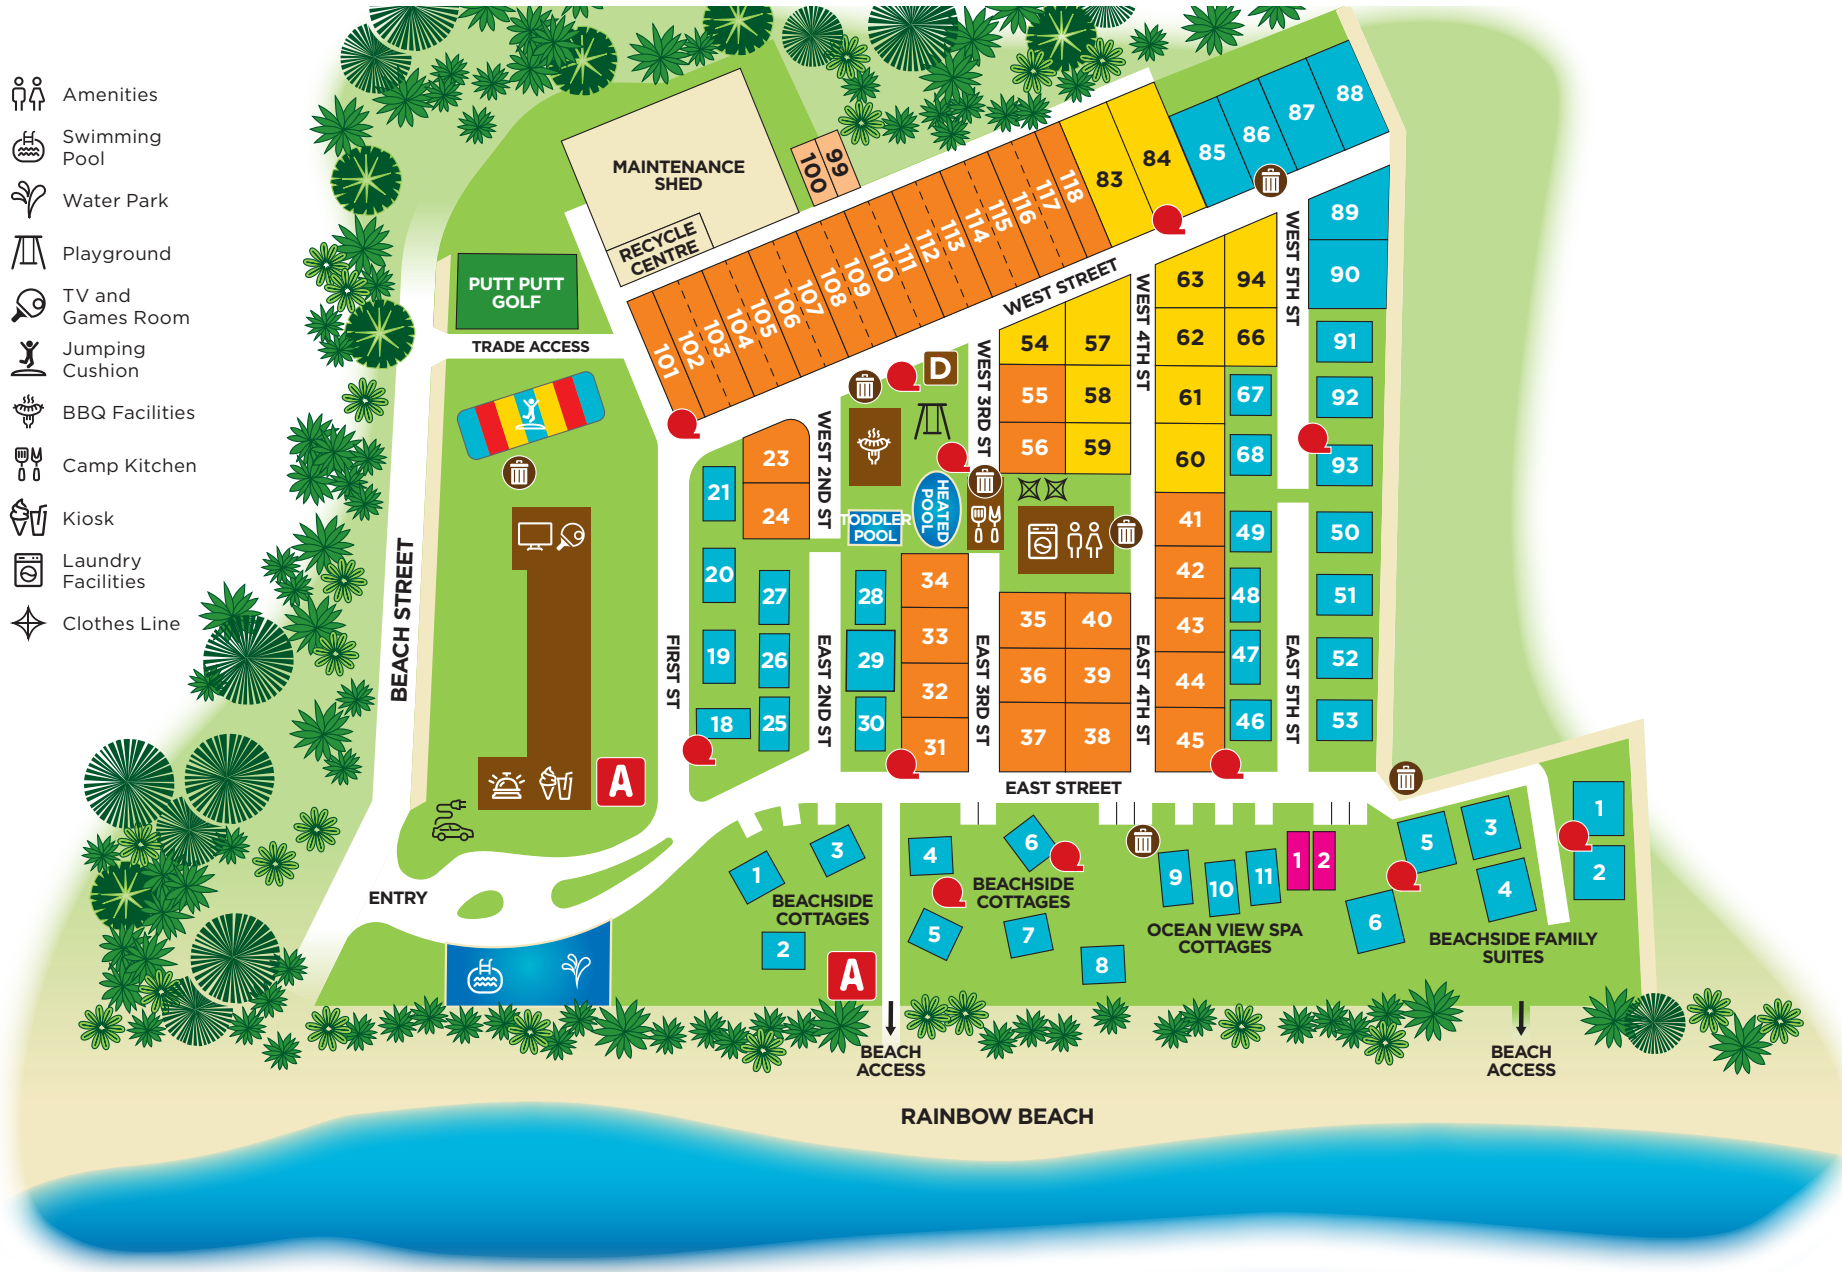 Amenities
Swimming
Pool
Water Park
Playground
TV and
Games Room
Jumping
Cushion
BBQ Facilities
Camp Kitchen
Kiosk
Laundry
Facilities
Clothes Line
MAINTENANCE
SHED
RECYCLE
CENTRE
PUTT PUTT
GOLF
TRADE ACCESS
99
100
101
102
103
104
105
106
107
108
109
110
111
112
113
114
115
116
117
118
83
84
85
86
87
88
89
90
91
92
93
WEST STREET
WEST 2ND ST
WEST 3RD ST
WEST 4TH ST
WEST 5TH ST
D
63
94
62
66
61
67
60
68
54
57
55
58
56
59
23
24
21
20
19
18
27
26
25
28
29
30
TODDLER
POOL
HEATED
POOL
34
33
32
31
35
40
36
39
37
38
41
42
43
44
45
49
48
47
46
50
51
52
53
BEACH STREET
FIRST ST
EAST 2ND ST
EAST 3RD ST
EAST 4TH ST
EAST 5TH ST
EAST STREET
A
ENTRY
1
3
BEACHSIDE
COTTAGES
2
A
4
6
BEACHSIDE
COTTAGES
5
7
8
9
10
11
1
2
OCEAN VIEW SPA
COTTAGES
5
3
1
4
2
6
BEACHSIDE FAMILY
SUITES
BEACH
ACCESS
BEACH
ACCESS
RAINBOW BEACH